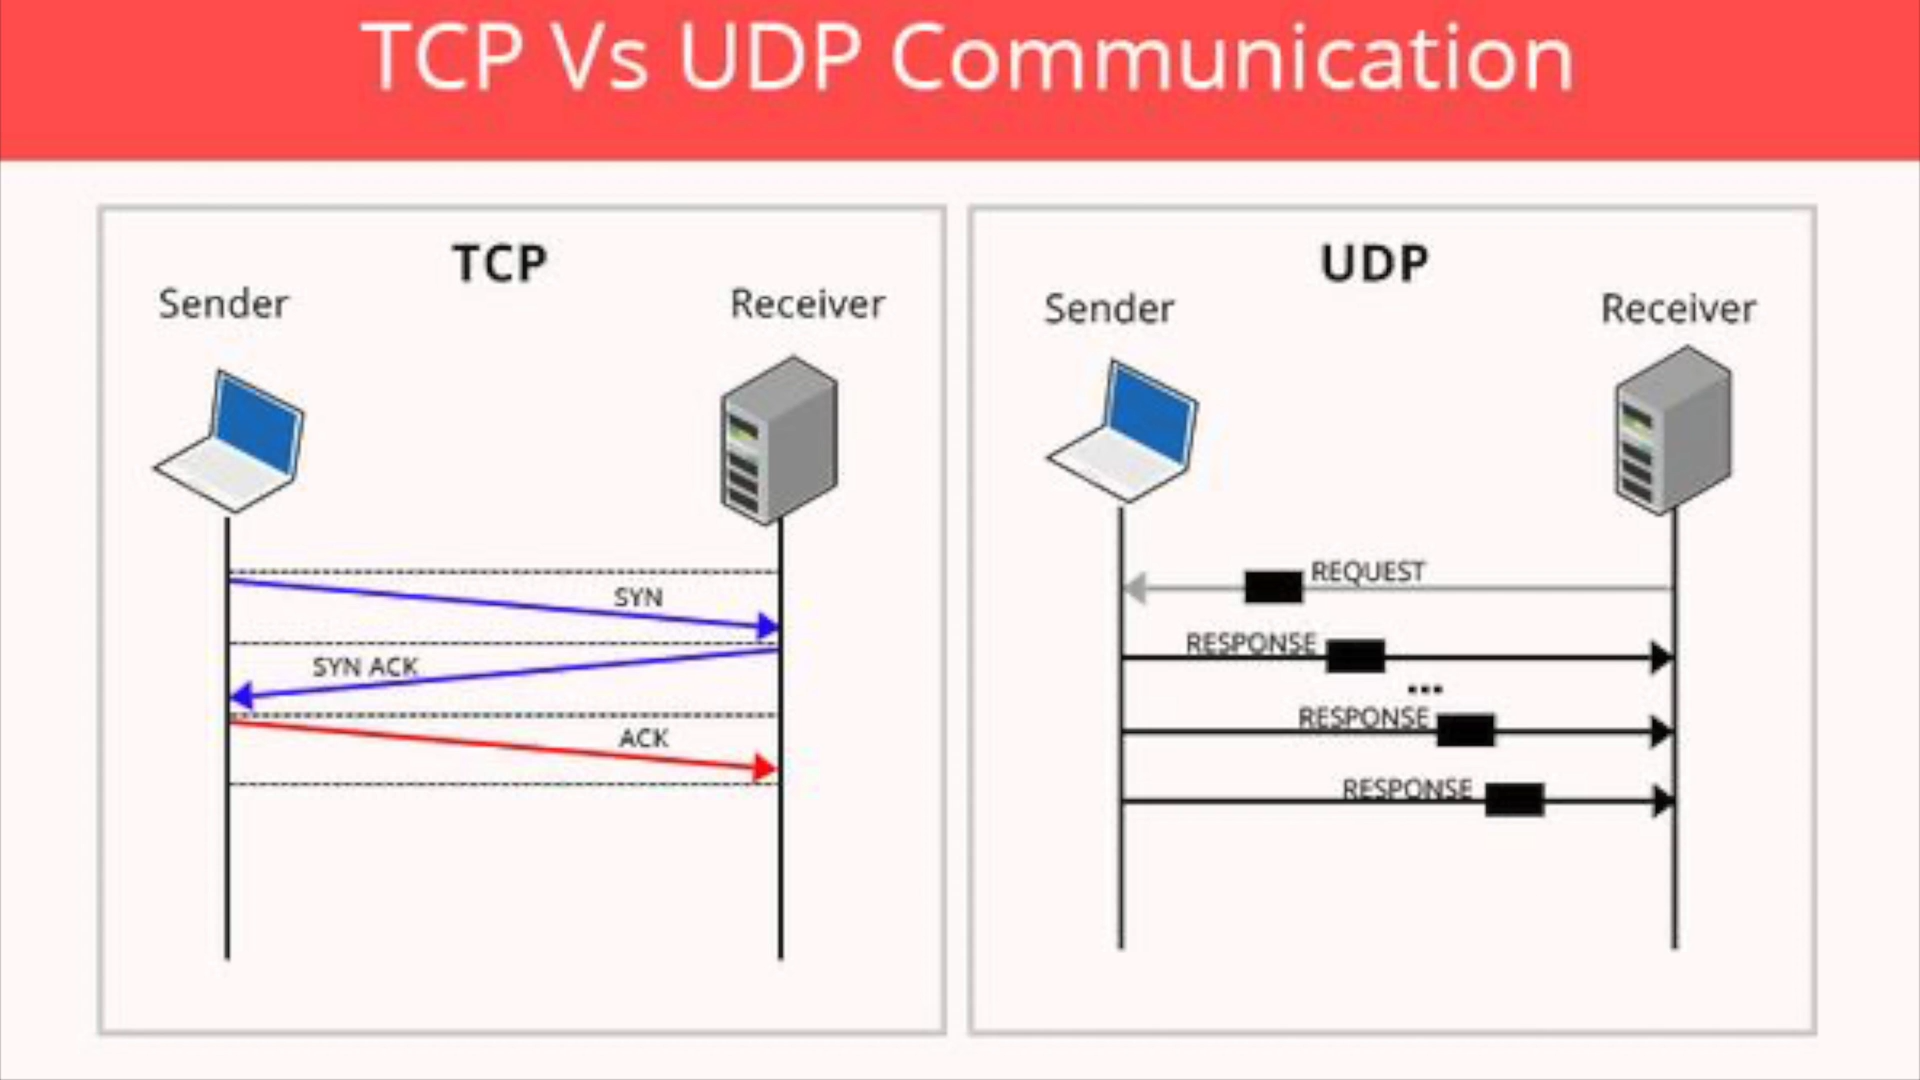 TCP Vs UDP Communication
TCP
Sender
Receiver
SYN
SYN ACK
ACK
UDP
Sender
Receiver
REQUEST
RESPONSE
...
RESPONSE
RESPONSE